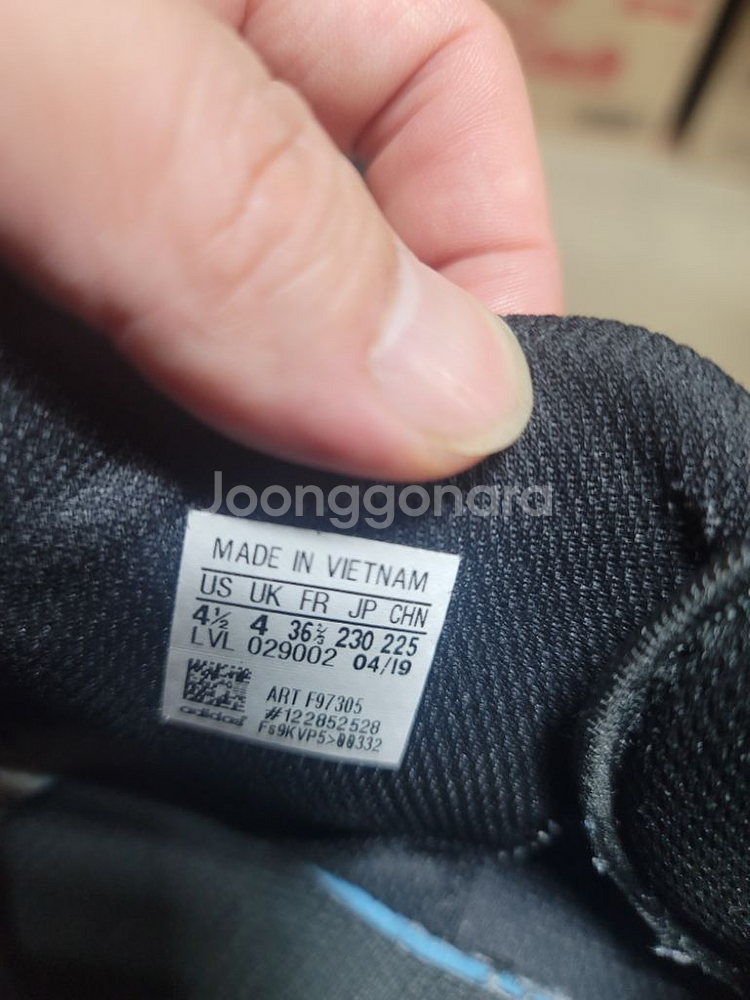 Joonggonara
MADE IN VIETNAM
US UK FR JP CHN
4½ 4 36⅔ 230 225
LVL 029002 04/19
ART F97305
adidas #122852528